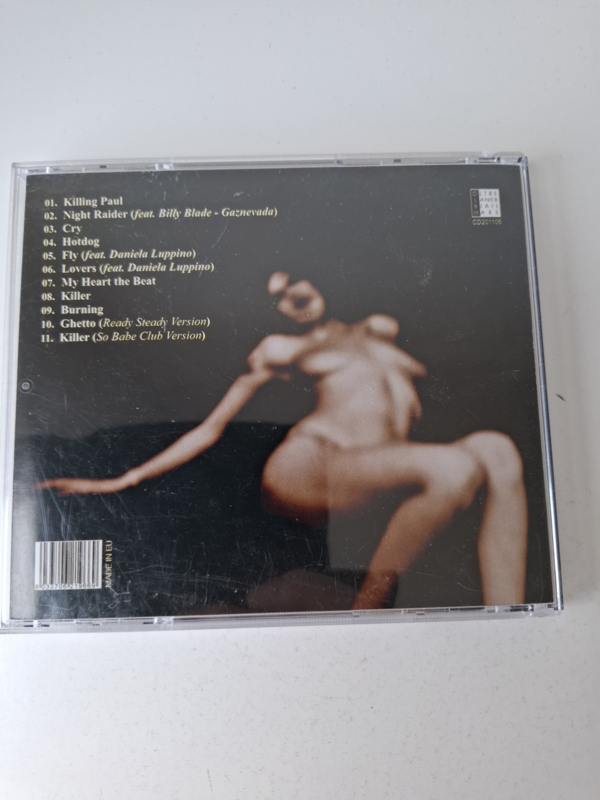 01. Killing Paul
02. Night Raider (feat. Billy Blade - Gaznevada)
03. Cry
04. Hotdog
05. Fly (feat. Daniela Luppino)
06. Lovers (feat. Daniela Luppino)
07. My Heart the Beat
08. Killer
09. Burning
10. Ghetto (Ready Steady Version)
11. Killer (So Babe Club Version)
CD201105
MADE IN EU